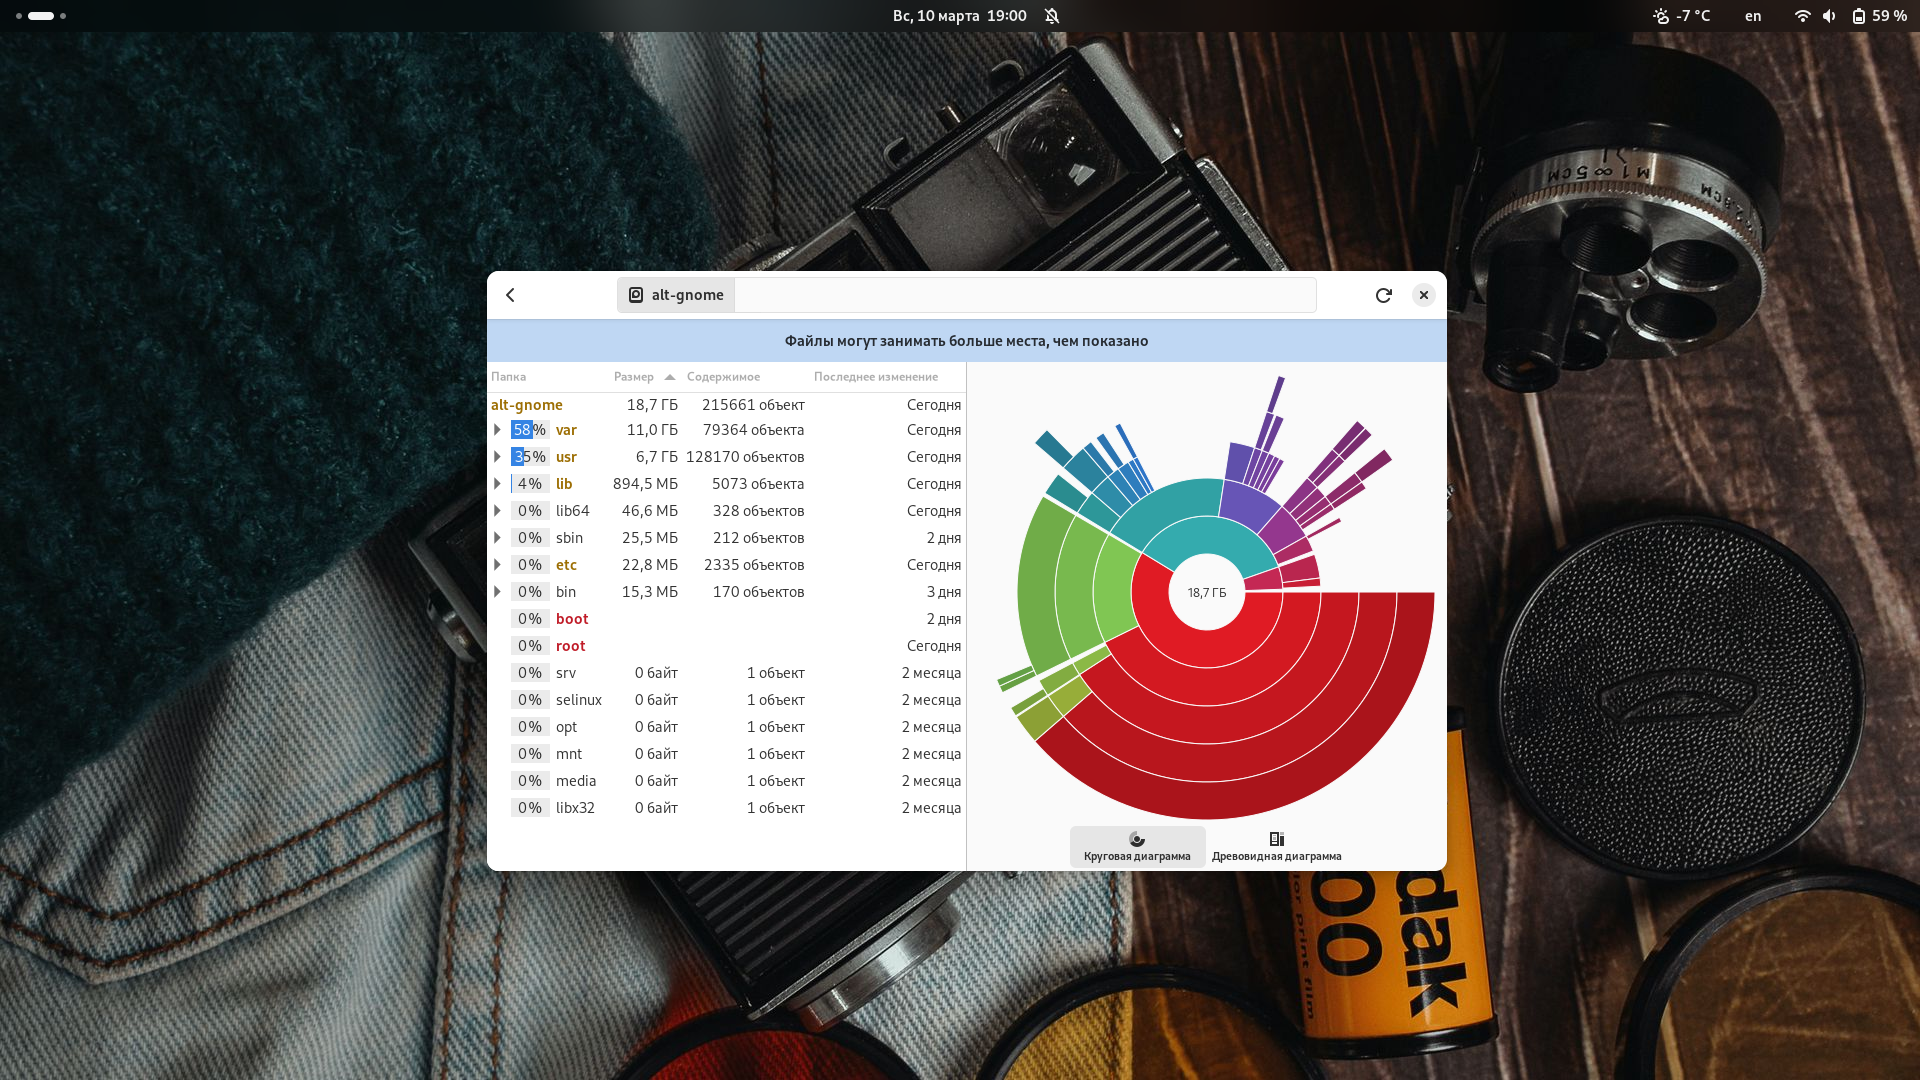 Вс, 10 марта 19:00
-7 °C en 59 %
alt-gnome
Файлы могут занимать больше места, чем показано
Папка Размер Содержимое Последнее изменение
alt-gnome 18,7 ГБ 215661 объект Сегодня
58% var 11,0 ГБ 79364 объекта Сегодня
35% usr 6,7 ГБ 128170 объектов Сегодня
4% lib 894,5 МБ 5073 объекта Сегодня
0% lib64 46,6 МБ 328 объектов Сегодня
0% sbin 25,5 МБ 212 объектов 2 дня
0% etc 22,8 МБ 2335 объектов Сегодня
0% bin 15,3 МБ 170 объектов 3 дня
0% boot 2 дня
0% root Сегодня
0% srv 0 байт 1 объект 2 месяца
0% selinux 0 байт 1 объект 2 месяца
0% opt 0 байт 1 объект 2 месяца
0% mnt 0 байт 1 объект 2 месяца
0% media 0 байт 1 объект 2 месяца
0% libx32 0 байт 1 объект 2 месяца
18,7 ГБ
Круговая диаграмма Древовидная диаграмма
dak
00
lor print film
м1∞5см